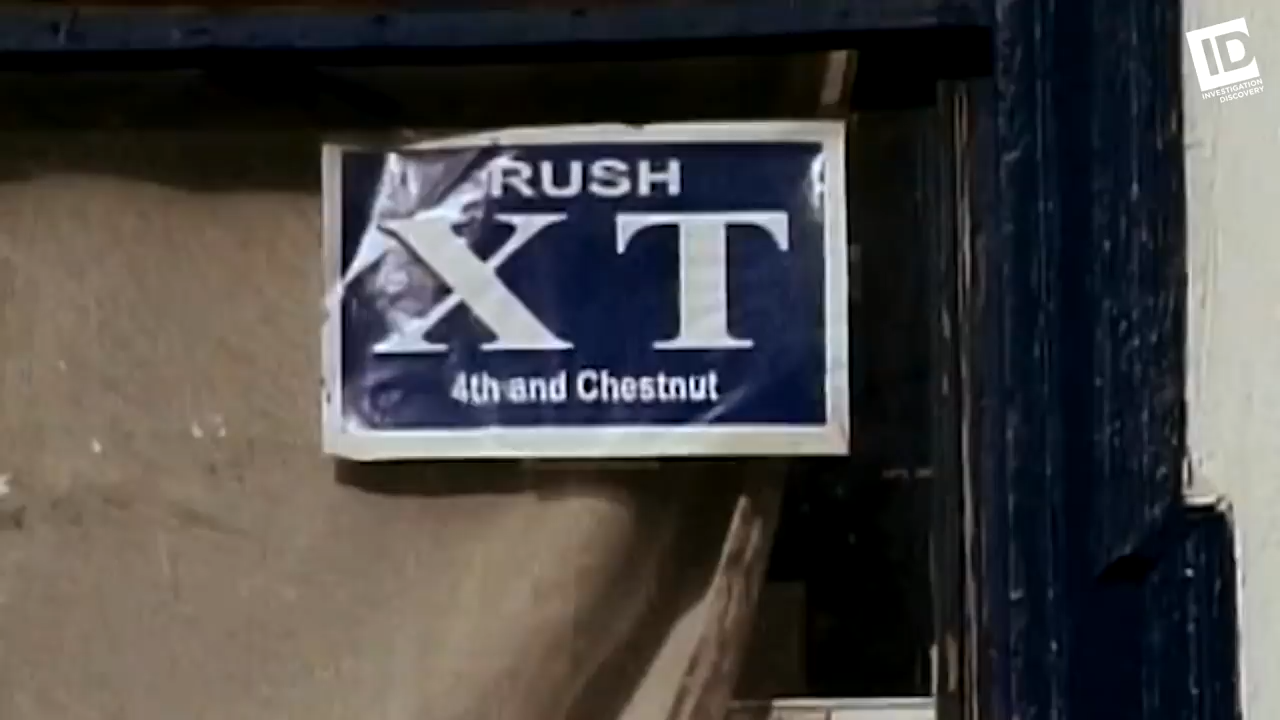 ID
INVESTIGATION
DISCOVERY
RUSH
XT
4th and Chestnut